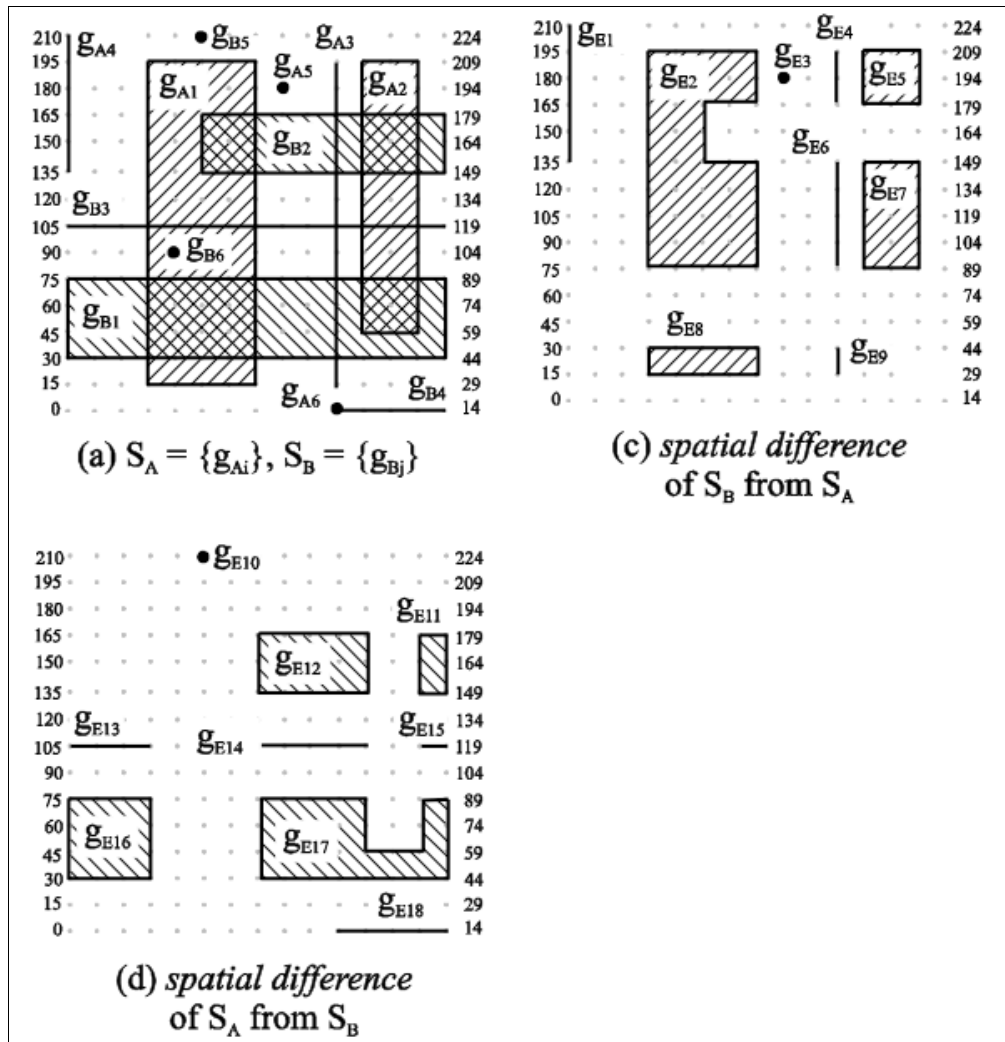 210 g_A4 g_B5 g_A3 224
195 209
g_A5
180 g_A1 g_A2 194
165 179
150 g_B2 164
135 149
120 134
g_B3
105 119
90 g_B6 104
75 89
60 g_B1 74
45 59
30 44
15 29
g_A6 g_B4
0 14
(a) S_A = {g_Ai}, S_B = {g_Bj}
g_E4
210 g_E1 224
g_E3
195 209
g_E2 g_E5
180 194
165 179
150 164
g_E6
135 149
g_E7
120 134
105 119
90 104
75 89
60 74
45 59
g_E8
30 44
g_E9
15 29
0 14
(c) spatial difference
of S_B from S_A
210 g_E10 224
195 209
180 194
g_E11
165 179
150 g_E12 164
135 149
120 134
g_E13 g_E14 g_E15
105 119
90 104
75 89
60 74
g_E16 g_E17
45 59
30 44
15 29
g_E18
0 14
(d) spatial difference
of S_A from S_B